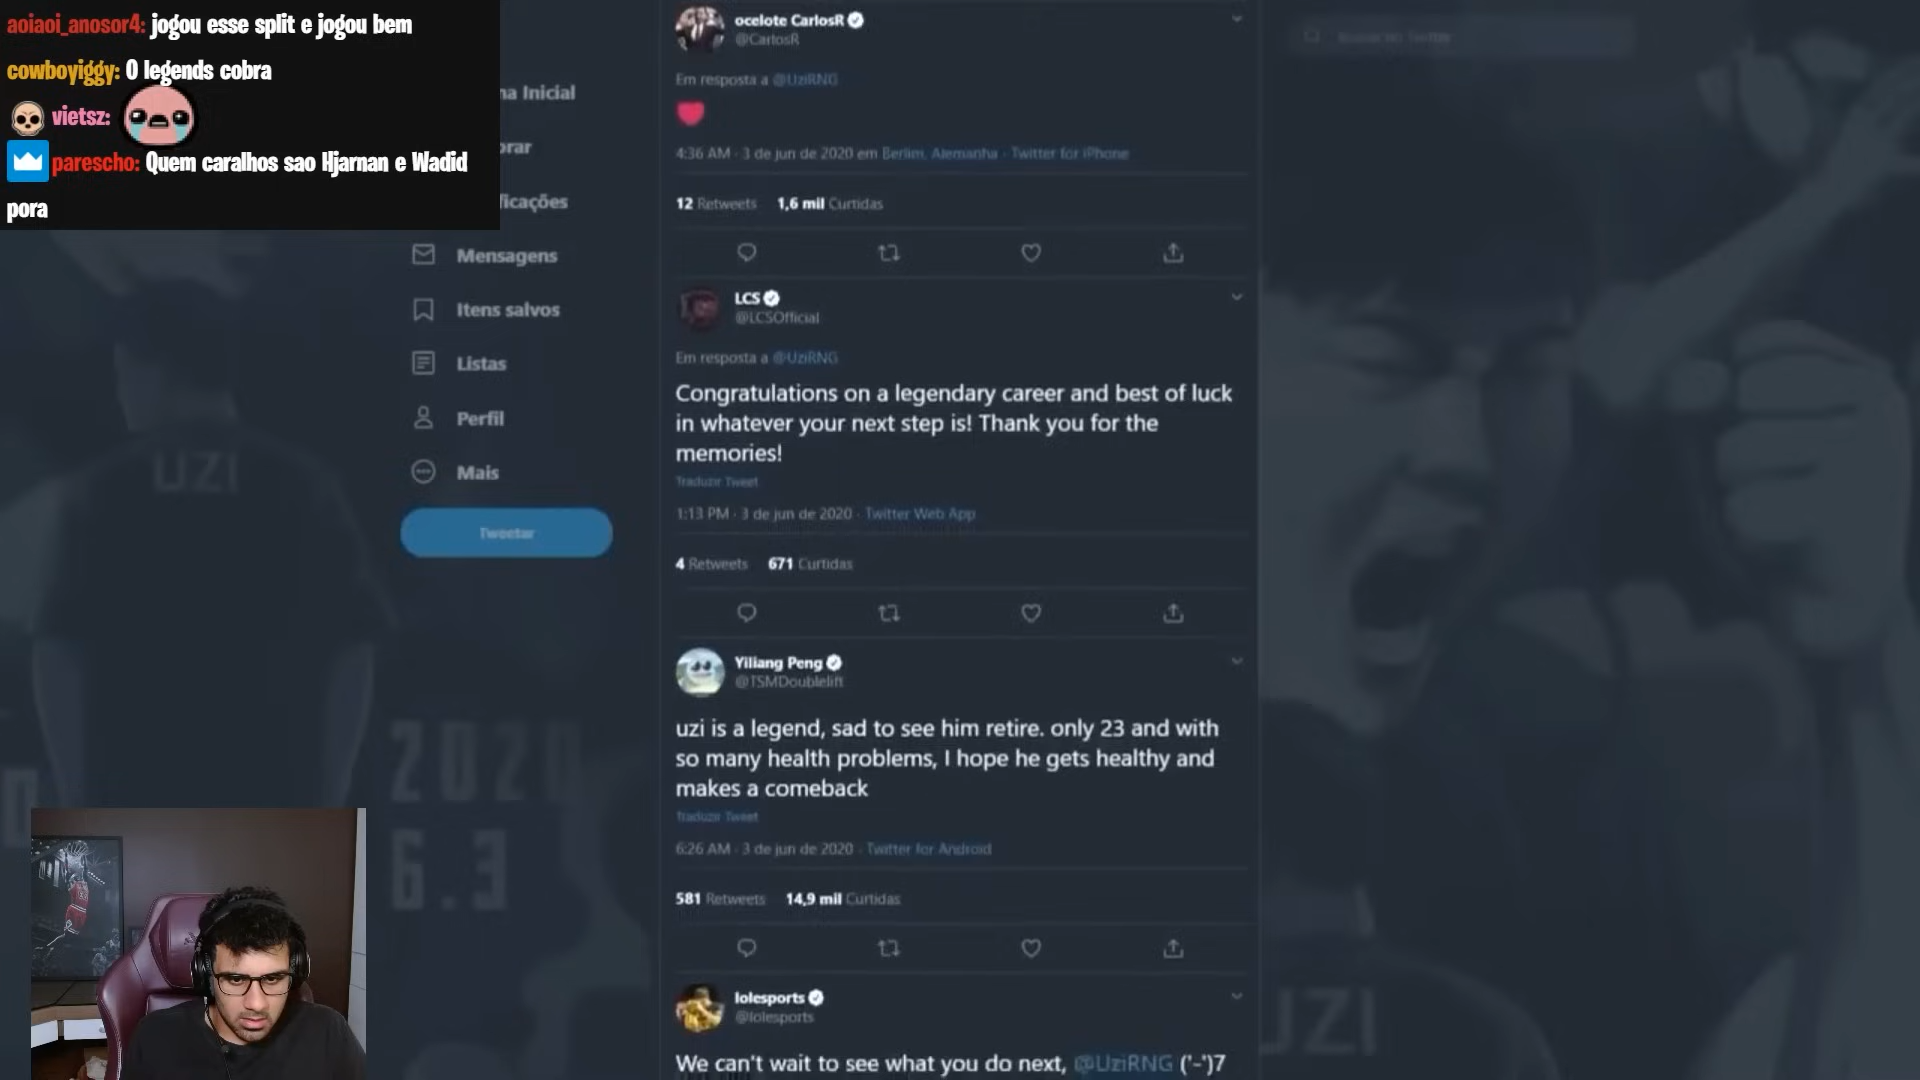 aoiaoi_anosor4: jogou esse split e jogou bem
cowboyiggy: O legends cobra
vietsz:
parescho: Quem caralhos sao Hjarnan e Wadid
pora
na Inicial
orar
ficações
Mensagens
Itens salvos
Listas
Perfil
Mais
Tweetar
ocelote CarlosR
@CarlosR
Em resposta a @UziRNG
4:36 AM · 3 de jun de 2020 em Berlim, Alemanha · Twitter for iPhone
12 Retweets 1,6 mil Curtidas
LCS
@LCSOfficial
Em resposta a @UziRNG
Congratulations on a legendary career and best of luck
in whatever your next step is! Thank you for the
memories!
Traduzir Tweet
1:13 PM · 3 de jun de 2020 · Twitter Web App
4 Retweets 671 Curtidas
Yiliang Peng
@TSMDoublelift
uzi is a legend, sad to see him retire. only 23 and with
so many health problems, I hope he gets healthy and
makes a comeback
Traduzir Tweet
6:26 AM · 3 de jun de 2020 · Twitter for Android
581 Retweets 14,9 mil Curtidas
lolesports
@lolesports
We can't wait to see what you do next, @UziRNG ('-')7
Buscar no Twitter
UZI
2020
6.3
UZI